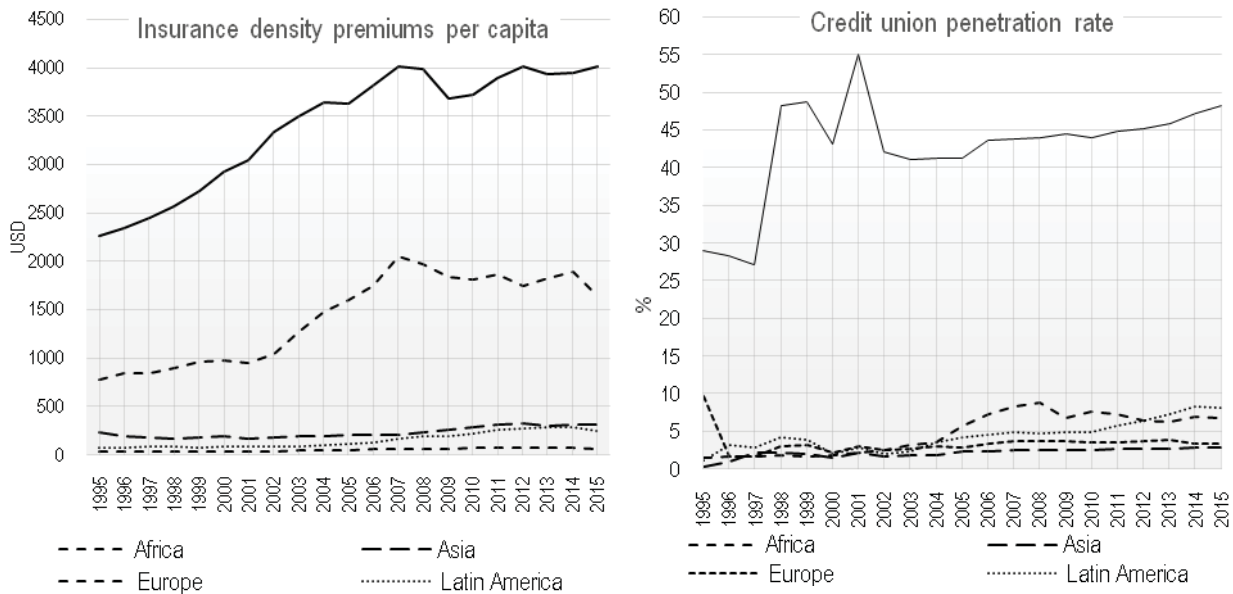 Insurance density premiums per capita
4500
4000
3500
3000
2500
2000
1500
1000
500
0
USD
1995 1996 1997 1998 1999 2000 2001 2002 2003 2004 2005 2006 2007 2008 2009 2010 2011 2012 2013 2014 2015
Africa Asia
Europe Latin America
Credit union penetration rate
60
55
50
45
40
35
30
25
20
15
10
5
0
%
1995 1996 1997 1998 1999 2000 2001 2002 2003 2004 2005 2006 2007 2008 2009 2010 2011 2012 2013 2014 2015
Africa Asia
Europe Latin America